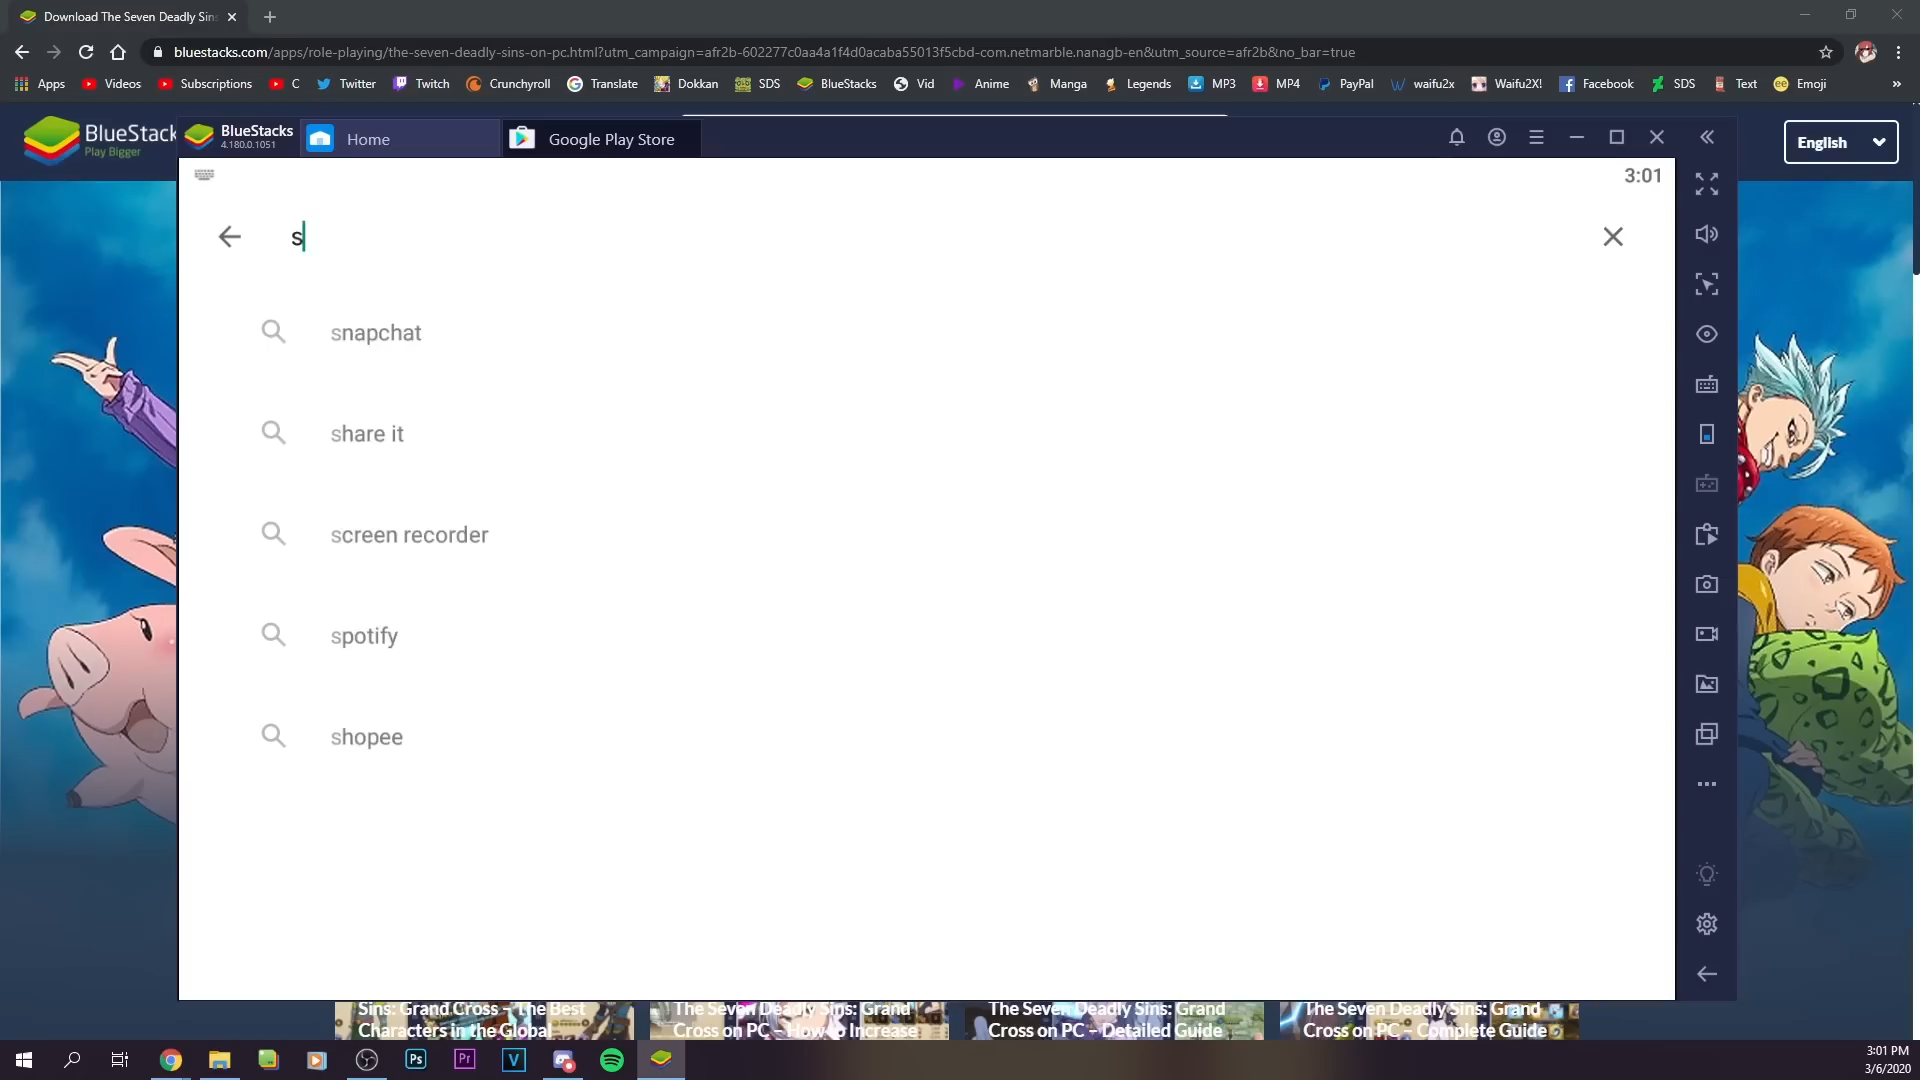 Download The Seven Deadly Sin
bluestacks.com/apps/role-playing/the-seven-deadly-sins-on-pc.html?utm_campaign=afr2b-602277c0aa4a1f4d0acaba55013f5cbd-com.netmarble.nanagb-en&utm_source=afr2b&no_bar=true
Apps Videos Subscriptions C Twitter Twitch Crunchyroll Translate Dokkan SDS BlueStacks Vid Anime Manga Legends MP3 MP4 PayPal waifu2x Waifu2X! Facebook SDS Text Emoji »
BlueStack
Play Bigger
BlueStacks
4.180.0.1051
Home
Google Play Store
English
3:01
s
snapchat
share it
screen recorder
spotify
shopee
Sins: Grand Cross – The Best
Characters in the Global
The Seven Deadly Sins: Grand
Cross on PC – How to Increase
The Seven Deadly Sins: Grand
Cross on PC – Detailed Guide
The Seven Deadly Sins: Grand
Cross on PC – Complete Guide
Ps Pr V
3:01 PM
3/6/2020